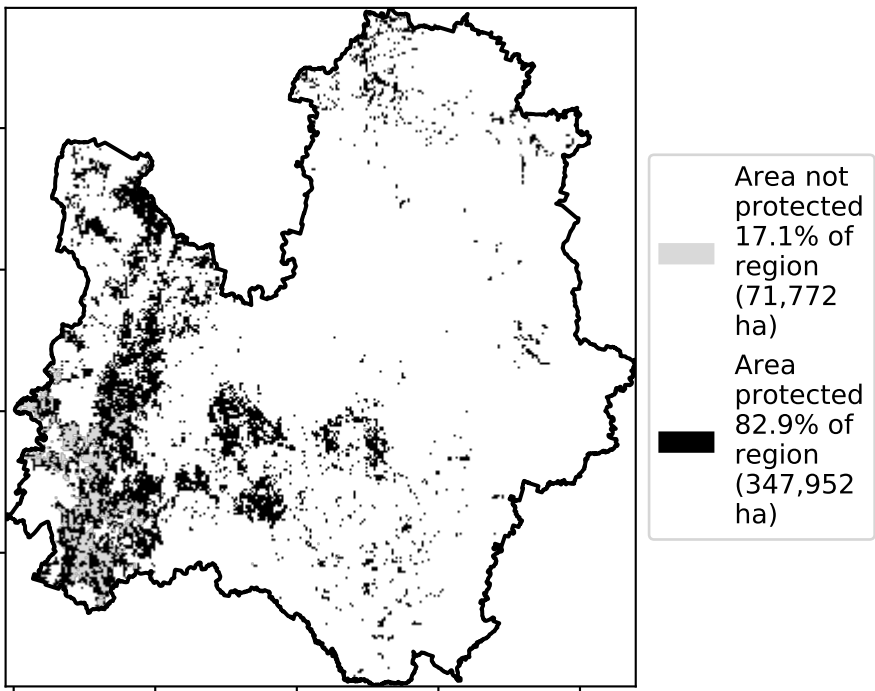 Area not
protected
17.1% of
region
(71,772
ha)
Area
protected
82.9% of
region
(347,952
ha)